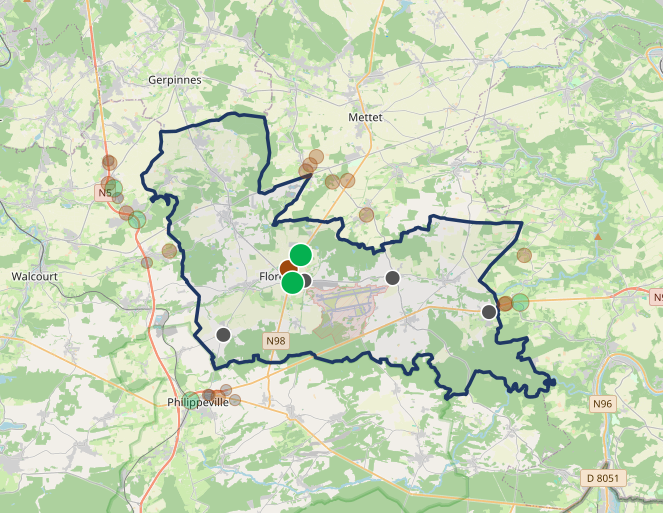 Gerpinnes
Mettet
N5
Walcourt
Flore
N98
N9
Philippeville
N96
D 8051